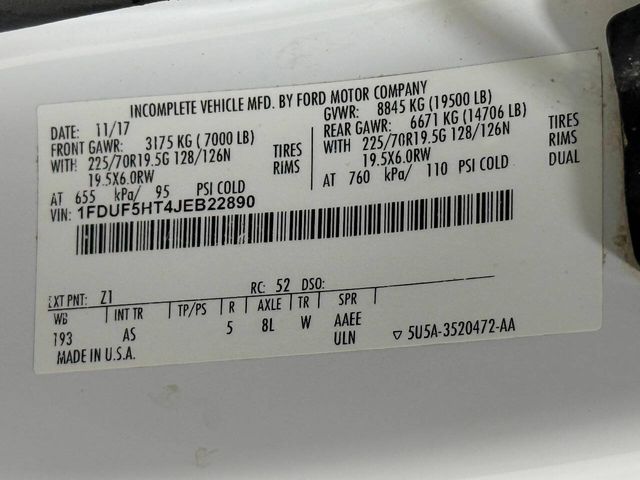 INCOMPLETE VEHICLE MFD. BY FORD MOTOR COMPANY
DATE: 11/17 GVWR: 8845 KG (19500 LB)
FRONT GAWR: 3175 KG ( 7000 LB) REAR GAWR: 6671 KG (14706 LB)
WITH 225/70R19.5G 128/126N TIRES WITH 225/70R19.5G 128/126N TIRES
19.5X6.0RW RIMS 19.5X6.0RW RIMS
AT 655 kPa/ 95 PSI COLD AT 760 kPa/ 110 PSI COLD DUAL
VIN: 1FDUF5HT4JEB22890
EXT PNT: Z1 RC: 52 DSO:
WB INT TR TP/PS R AXLE TR SPR
193 AS 5 8L W AAEE
ULN
MADE IN U.S.A. ▽ 5U5A-3520472-AA